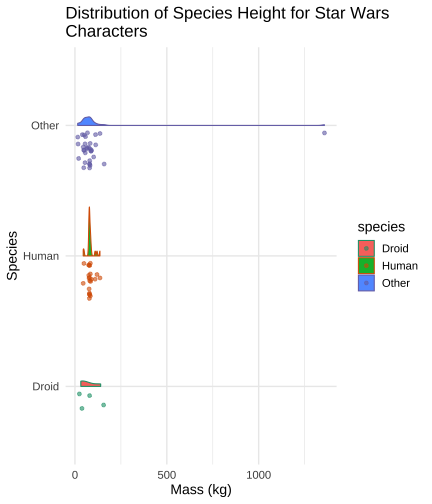 Distribution of Species Height for Star Wars
Characters
Other
Human
Droid
Species
0
500
1000
Mass (kg)
species
Droid
Human
Other